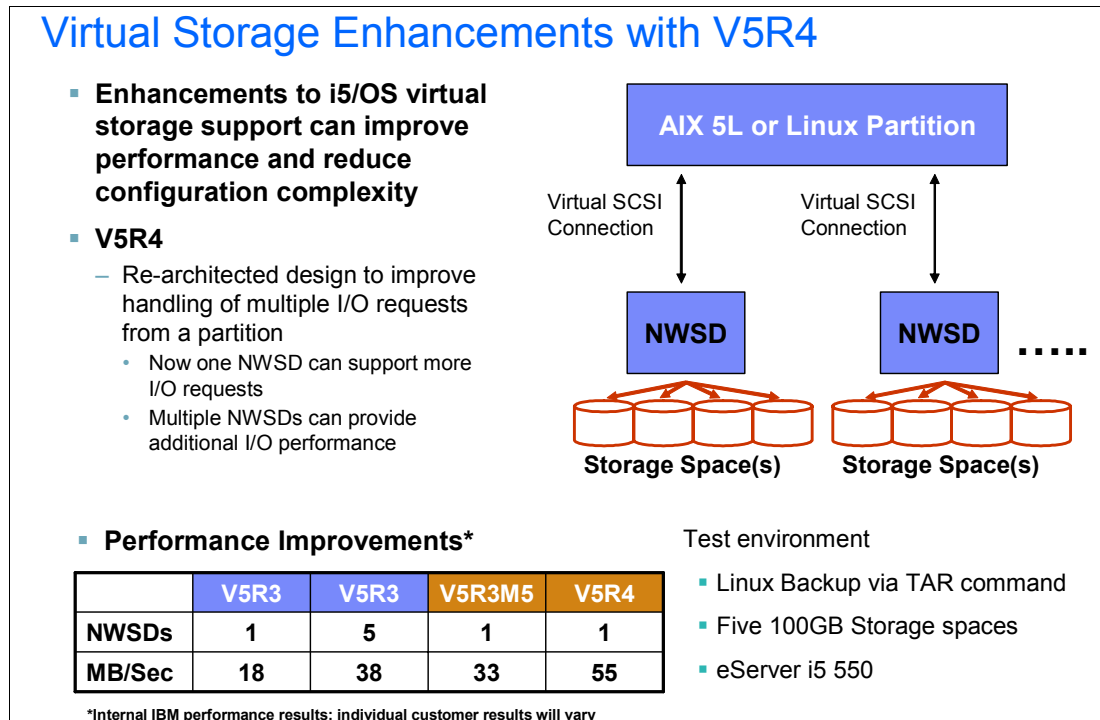 Virtual Storage Enhancements with V5R4
Enhancements to i5/OS virtual
storage support can improve
performance and reduce
configuration complexity
V5R4
– Re-architected design to improve
handling of multiple I/O requests
from a partition
• Now one NWSD can support more
I/O requests
• Multiple NWSDs can provide
additional I/O performance
AIX 5L or Linux Partition
Virtual SCSI
Connection
Virtual SCSI
Connection
NWSD
NWSD
.....
Storage Space(s)
Storage Space(s)
Performance Improvements*
V5R3 V5R3 V5R3M5 V5R4
NWSDs 1 5 1 1
MB/Sec 18 38 33 55
*Internal IBM performance results; individual customer results will vary
Test environment
Linux Backup via TAR command
Five 100GB Storage spaces
eServer i5 550